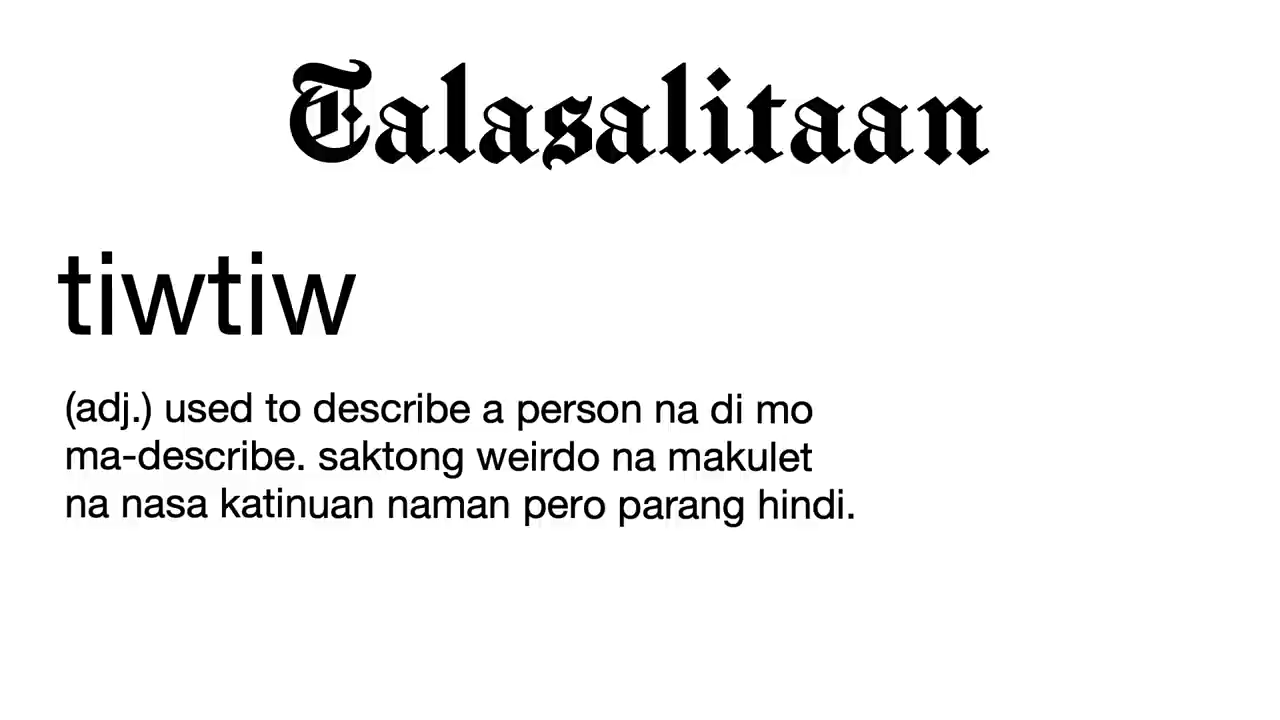 Talasalitaan
tiwtiw
(adj.) used to describe a person na di mo
ma-describe. saktong weirdo na makulet
na nasa katinuan naman pero parang hindi.